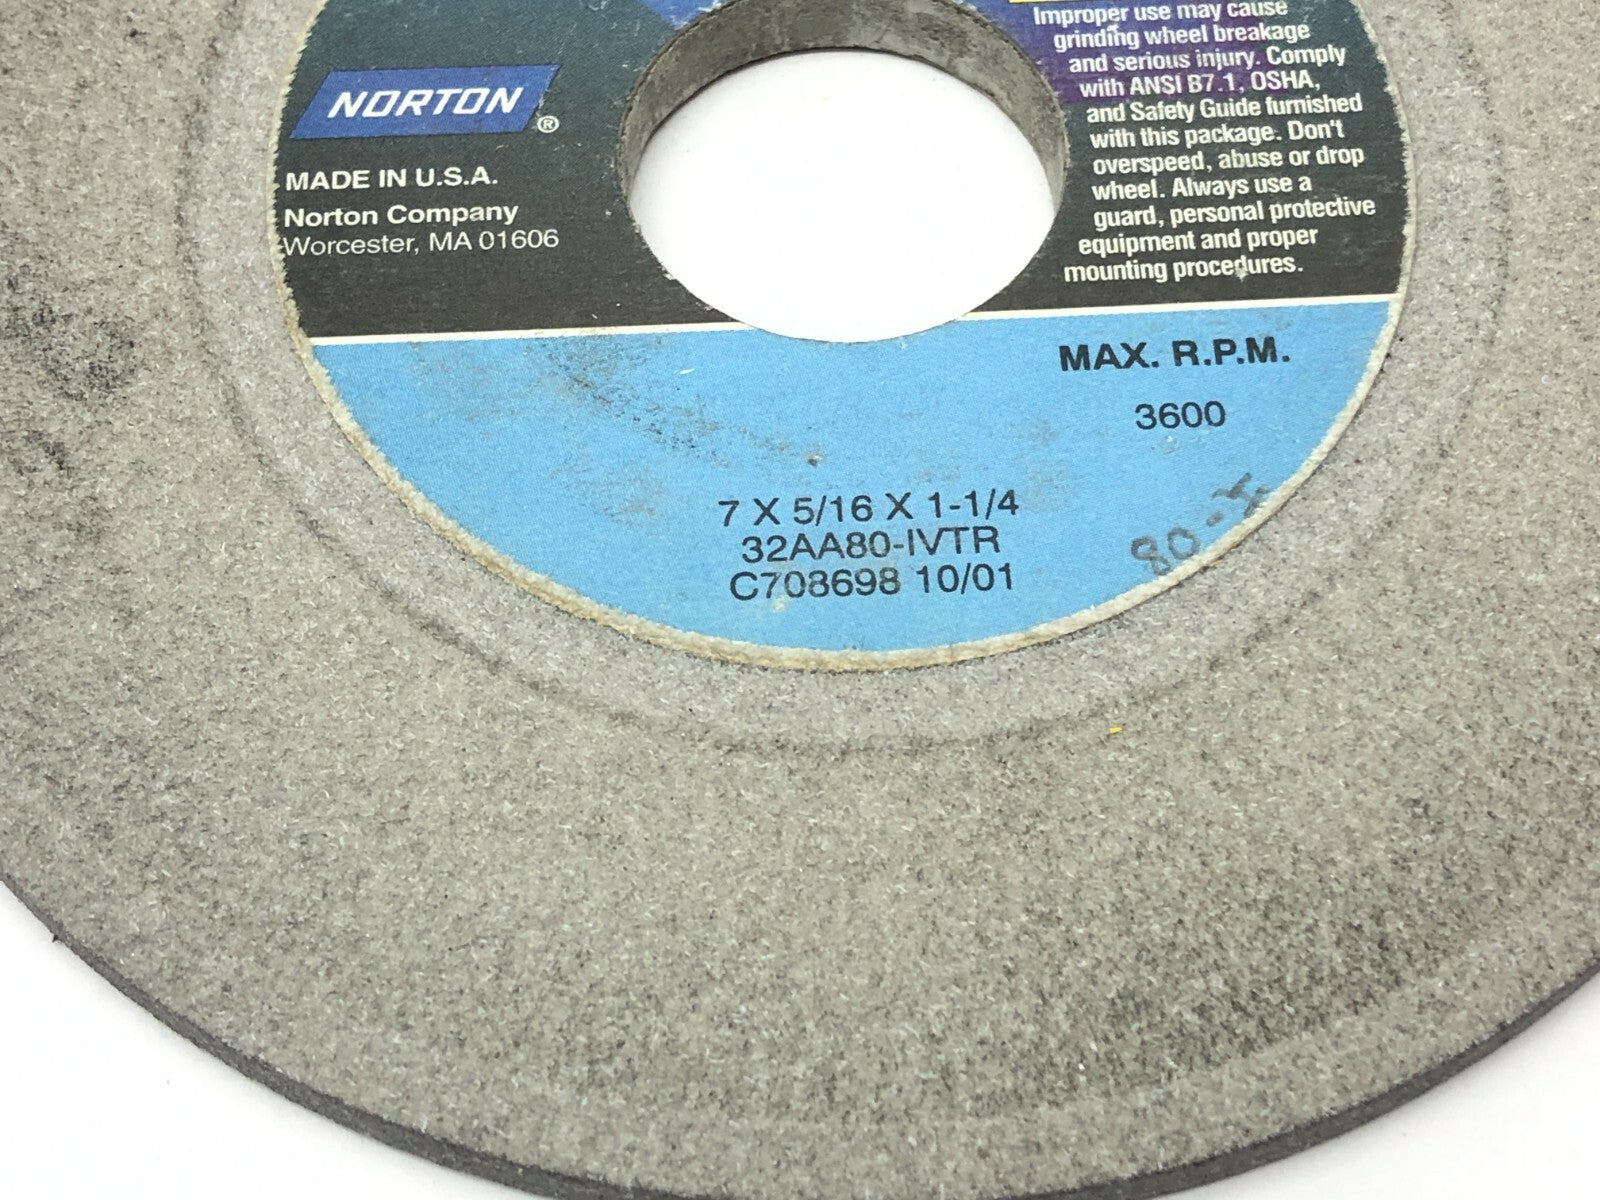 NORTON®
MADE IN U.S.A.
Norton Company
Worcester, MA 01606
Improper use may cause
grinding wheel breakage
and serious injury. Comply
with ANSI B7.1, OSHA,
and Safety Guide furnished
with this package. Don't
overspeed, abuse or drop
wheel. Always use a
guard, personal protective
equipment and proper
mounting procedures.
MAX. R.P.M.
3600
7 X 5/16 X 1-1/4
32AA80-IVTR
C708698 10/01
80-I